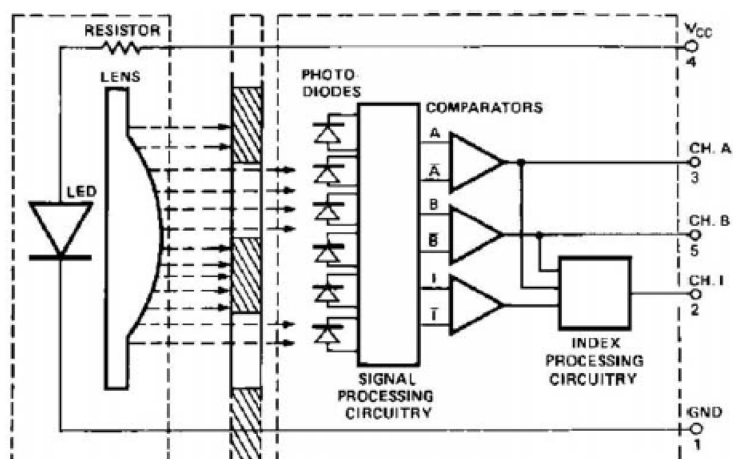 RESISTOR
LENS
LED
PHOTO-
DIODES
COMPARATORS
A
A̅
B
B̅
I
I̅
SIGNAL
PROCESSING
CIRCUITRY
INDEX
PROCESSING
CIRCUITRY
VCC
4
CH. A
3
CH. B
5
CH. I
2
GND
1